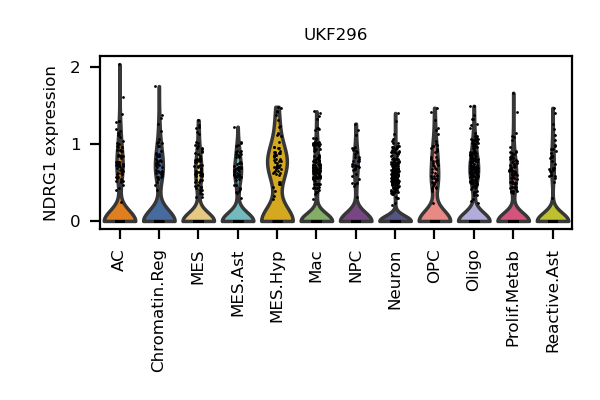 UKF296
NDRG1 expression
2
1
0
AC
Chromatin.Reg
MES
MES.Ast
MES.Hyp
Mac
NPC
Neuron
OPC
Oligo
Prolif.Metab
Reactive.Ast